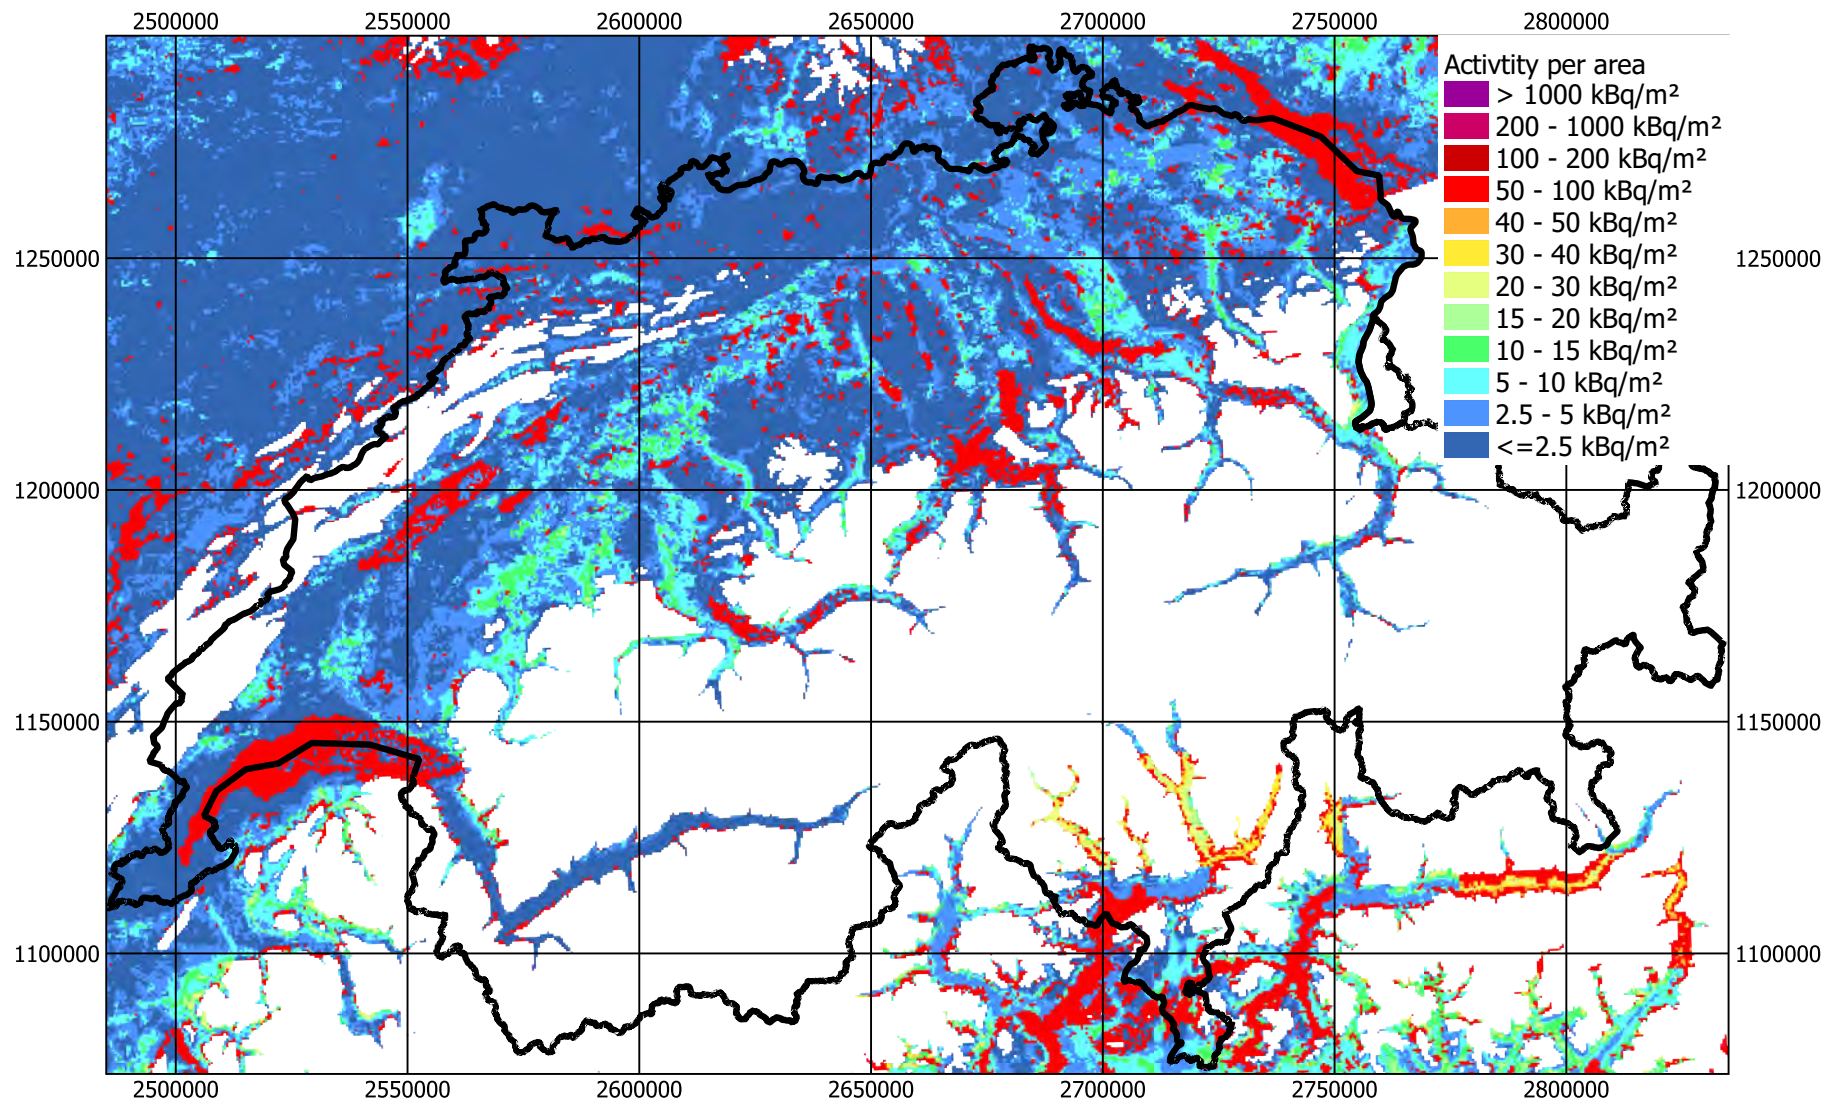 2500000 2550000 2600000 2650000 2700000 2750000 2800000
Activtity per area
> 1000 kBq/m²
200 - 1000 kBq/m²
100 - 200 kBq/m²
50 - 100 kBq/m²
40 - 50 kBq/m²
30 - 40 kBq/m²
20 - 30 kBq/m²
15 - 20 kBq/m²
10 - 15 kBq/m²
5 - 10 kBq/m²
2.5 - 5 kBq/m²
<=2.5 kBq/m²
1250000 1250000
1200000 1200000
1150000 1150000
1100000 1100000
2500000 2550000 2600000 2650000 2700000 2750000 2800000